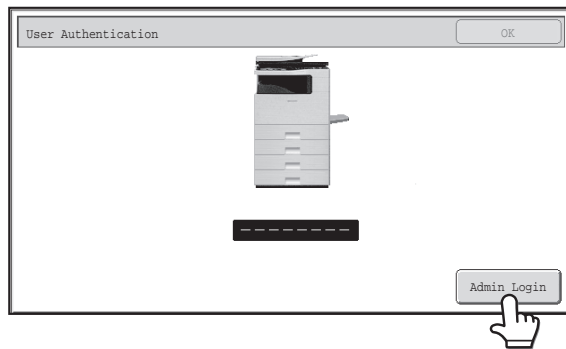 User Authentication
OK
--------
Admin Login